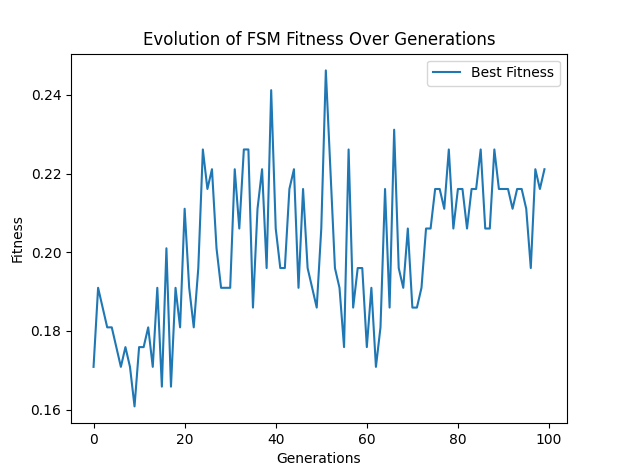 Evolution of FSM Fitness Over Generations
Best Fitness
0.24
0.22
0.20
0.18
0.16
Fitness
0
20
40
60
80
100
Generations